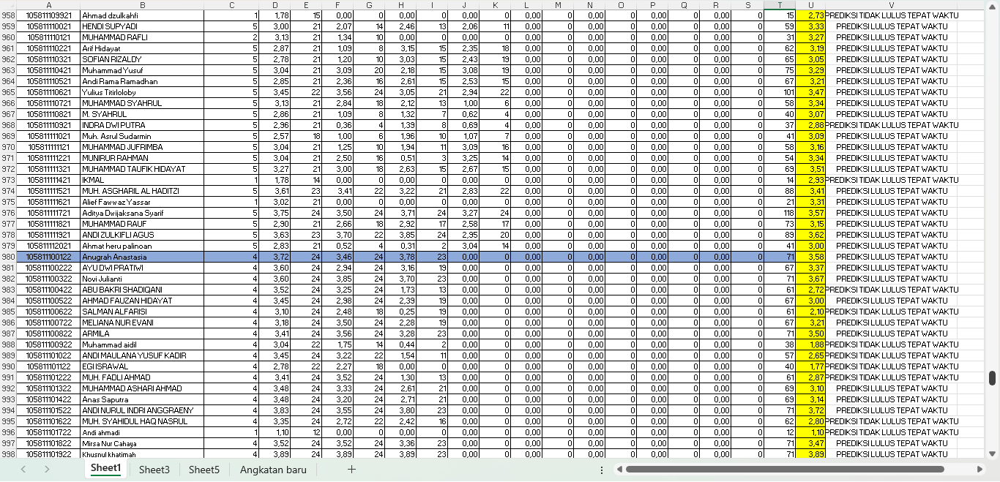 A B C D E F G H I J K L M N O P Q R S T U V
958 105811109921 Ahmad dzulkahfi 1 1,78 15 0,00 0 0,00 0 0,00 0 0,00 0 0,00 0 0,00 0 0,00 0 15 2,73 PREDIKSI TIDAK LULUS TEPAT WAKTU
959 105811110021 HENDI SUPYADI 5 3,00 21 2,07 14 2,46 13 2,06 11 0,00 0 0,00 0 0,00 0 0,00 0 59 3,33 PREDIKSI LULUS TEPAT WAKTU
960 105811110121 MUHAMMAD RAFLI 2 3,13 21 1,34 10 0,00 0 0,00 0 0,00 0 0,00 0 0,00 0 0,00 0 31 3,27 PREDIKSI LULUS TEPAT WAKTU
961 105811110221 Arif Hidayat 5 2,87 21 1,09 8 3,15 15 2,35 18 0,00 0 0,00 0 0,00 0 0,00 0 62 3,19 PREDIKSI LULUS TEPAT WAKTU
962 105811110321 SOFIAN RIZALDY 5 2,78 21 1,20 10 3,03 15 2,43 19 0,00 0 0,00 0 0,00 0 0,00 0 65 3,05 PREDIKSI LULUS TEPAT WAKTU
963 105811110421 Muhammad Yusuf 5 3,04 21 3,09 20 2,18 15 3,08 19 0,00 0 0,00 0 0,00 0 0,00 0 75 3,29 PREDIKSI LULUS TEPAT WAKTU
964 105811110521 Andi Rama Ramadhan 5 2,85 21 2,36 16 2,61 15 2,53 15 0,00 0 0,00 0 0,00 0 0,00 0 67 3,21 PREDIKSI LULUS TEPAT WAKTU
965 105811110621 Yulius Titirloloby 5 3,45 22 3,56 24 3,05 21 2,94 22 0,00 0 0,00 0 0,00 0 0,00 0 101 3,47 PREDIKSI LULUS TEPAT WAKTU
966 105811110721 MUHAMMAD SYAHRUL 5 3,13 21 2,84 18 2,12 13 1,00 6 0,00 0 0,00 0 0,00 0 0,00 0 58 3,34 PREDIKSI LULUS TEPAT WAKTU
967 105811110821 M. SYAHRUL 5 2,86 21 1,09 8 1,32 7 0,62 4 0,00 0 0,00 0 0,00 0 0,00 0 40 3,07 PREDIKSI LULUS TEPAT WAKTU
968 105811110921 INDRA DWI PUTRA 5 2,96 21 0,36 4 1,39 8 0,69 4 0,00 0 0,00 0 0,00 0 0,00 0 37 2,88 PREDIKSI TIDAK LULUS TEPAT WAKTU
969 105811111021 Muh. Asrul Sudarmin 5 2,57 18 1,00 6 1,96 10 1,07 7 0,00 0 0,00 0 0,00 0 0,00 0 41 3,09 PREDIKSI LULUS TEPAT WAKTU
970 105811111121 MUHAMMAD JUFRIMBA 5 3,04 21 1,25 10 1,94 11 3,09 16 0,00 0 0,00 0 0,00 0 0,00 0 58 3,16 PREDIKSI LULUS TEPAT WAKTU
971 105811111221 MUNIRUR RAHMAN 5 3,04 21 2,50 16 0,51 3 3,25 14 0,00 0 0,00 0 0,00 0 0,00 0 54 3,34 PREDIKSI LULUS TEPAT WAKTU
972 105811111321 MUHAMMAD TAUFIK HIDAYAT 5 3,27 21 3,00 18 2,63 15 2,67 15 0,00 0 0,00 0 0,00 0 0,00 0 69 3,51 PREDIKSI LULUS TEPAT WAKTU
973 105811111421 IKMAL 1 1,78 14 0,00 0 0,00 0 0,00 0 0,00 0 0,00 0 0,00 0 0,00 0 14 2,93 PREDIKSI TIDAK LULUS TEPAT WAKTU
974 105811111521 MUH. ASGHARIL AL HADITZI 5 3,61 23 3,41 22 3,22 21 2,83 22 0,00 0 0,00 0 0,00 0 0,00 0 88 3,41 PREDIKSI LULUS TEPAT WAKTU
975 105811111621 Alief Fawwaz Yassar 1 3,02 21 0,00 0 0,00 0 0,00 0 0,00 0 0,00 0 0,00 0 0,00 0 21 3,31 PREDIKSI LULUS TEPAT WAKTU
976 105811111721 Aditya Dwijaksana Syarif 5 3,75 24 3,50 24 3,71 24 3,27 24 0,00 0 0,00 0 0,00 0 0,00 0 118 3,57 PREDIKSI LULUS TEPAT WAKTU
977 105811111821 MUHAMMAD RAUF 5 2,90 21 2,66 18 2,92 17 2,58 17 0,00 0 0,00 0 0,00 0 0,00 0 73 3,15 PREDIKSI LULUS TEPAT WAKTU
978 105811111921 ANDI ZULKIFLI AGUS 5 3,63 23 3,70 22 3,85 24 2,95 20 0,00 0 0,00 0 0,00 0 0,00 0 89 3,62 PREDIKSI LULUS TEPAT WAKTU
979 105811112021 Ahmat heru palinoan 5 2,83 21 0,52 4 0,31 2 3,04 14 0,00 0 0,00 0 0,00 0 0,00 0 41 3,00 PREDIKSI LULUS TEPAT WAKTU
980 105811100122 Anugrah Anastasia 4 3,72 24 3,46 24 3,78 23 0,00 0 0,00 0 0,00 0 0,00 0 0,00 0 71 3,58 PREDIKSI LULUS TEPAT WAKTU
981 105811100222 AYU DWI PRATIWI 4 3,60 24 2,94 24 3,16 19 0,00 0 0,00 0 0,00 0 0,00 0 0,00 0 67 3,37 PREDIKSI LULUS TEPAT WAKTU
982 105811100322 Novi Julianti 4 3,60 24 3,85 24 3,70 23 0,00 0 0,00 0 0,00 0 0,00 0 0,00 0 71 3,67 PREDIKSI LULUS TEPAT WAKTU
983 105811100422 ABU BAKRI SHADIQANI 4 3,52 24 3,25 24 1,73 13 0,00 0 0,00 0 0,00 0 0,00 0 0,00 0 61 2,72 PREDIKSI TIDAK LULUS TEPAT WAKTU
984 105811100522 AHMAD FAUZAN HIDAYAT 4 3,45 24 2,98 24 2,39 19 0,00 0 0,00 0 0,00 0 0,00 0 0,00 0 67 3,00 PREDIKSI LULUS TEPAT WAKTU
985 105811100622 SALMAN ALFARISI 4 3,10 24 2,48 18 0,25 19 0,00 0 0,00 0 0,00 0 0,00 0 0,00 0 61 2,10 PREDIKSI TIDAK LULUS TEPAT WAKTU
986 105811100722 MELIANA NUR EVANI 4 3,18 24 3,50 24 2,28 19 0,00 0 0,00 0 0,00 0 0,00 0 0,00 0 67 3,21 PREDIKSI LULUS TEPAT WAKTU
987 105811100822 ARMILA 4 3,41 24 3,56 24 3,28 23 0,00 0 0,00 0 0,00 0 0,00 0 0,00 0 71 3,50 PREDIKSI LULUS TEPAT WAKTU
988 105811100922 Muhammad aidil 4 3,04 22 1,75 14 0,44 2 0,00 0 0,00 0 0,00 0 0,00 0 0,00 0 38 1,88 PREDIKSI TIDAK LULUS TEPAT WAKTU
989 105811101022 ANDI MAULANA YUSUF KADIR 4 3,45 24 3,22 22 1,54 11 0,00 0 0,00 0 0,00 0 0,00 0 0,00 0 57 2,65 PREDIKSI TIDAK LULUS TEPAT WAKTU
990 105811101122 EGI ISRAWAL 4 2,78 22 2,27 18 0,00 0 0,00 0 0,00 0 0,00 0 0,00 0 0,00 0 40 1,77 PREDIKSI TIDAK LULUS TEPAT WAKTU
991 105811101222 MUH. FADLI AHMAD 4 3,41 24 3,52 24 1,30 13 0,00 0 0,00 0 0,00 0 0,00 0 0,00 0 61 2,87 PREDIKSI TIDAK LULUS TEPAT WAKTU
992 105811101322 MUHAMMAD ASHARI AHMAD 4 3,48 24 3,33 24 2,61 21 0,00 0 0,00 0 0,00 0 0,00 0 0,00 0 69 3,10 PREDIKSI LULUS TEPAT WAKTU
993 105811101422 Anas Saputra 4 3,48 24 3,20 24 2,71 21 0,00 0 0,00 0 0,00 0 0,00 0 0,00 0 69 3,14 PREDIKSI LULUS TEPAT WAKTU
994 105811101522 ANDI NURUL INDRI ANGGRAENY 4 3,83 24 3,55 24 3,80 23 0,00 0 0,00 0 0,00 0 0,00 0 0,00 0 71 3,72 PREDIKSI LULUS TEPAT WAKTU
995 105811101622 MUH. SYAHIDUL HAQ NASRUL 4 3,35 24 2,72 22 2,42 16 0,00 0 0,00 0 0,00 0 0,00 0 0,00 0 62 2,80 PREDIKSI TIDAK LULUS TEPAT WAKTU
996 105811101722 Andi ahmadi 1 1,10 12 0,00 0 0,00 0 0,00 0 0,00 0 0,00 0 0,00 0 0,00 0 12 1,10 PREDIKSI TIDAK LULUS TEPAT WAKTU
997 105811101822 Mirsa Nur Cahaya 4 3,52 24 3,52 24 3,36 23 0,00 0 0,00 0 0,00 0 0,00 0 0,00 0 71 3,47 PREDIKSI LULUS TEPAT WAKTU
998 105811101922 Khusnul khatimah 4 3,89 24 3,89 24 3,89 23 0,00 0 0,00 0 0,00 0 0,00 0 0,00 0 71 3,89 PREDIKSI LULUS TEPAT WAKTU
Sheet1 Sheet3 Sheet5 Angkatan baru